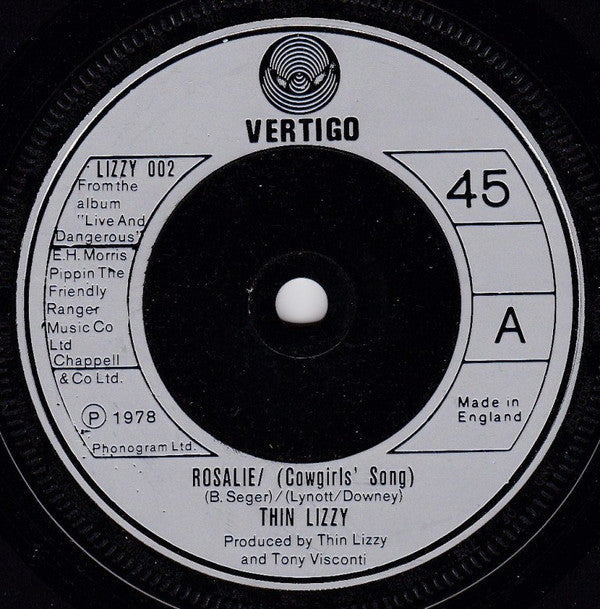 VERTIGO
LIZZY 002
From the
album
"Live And
Dangerous"
E.H. Morris
Pippin The
Friendly
Ranger
Music Co
Ltd
Chappell
& Co Ltd.
Ⓟ 1978
Phonogram Ltd.
45
A
Made in
England
ROSALIE/ (Cowgirls' Song)
(B. Seger)/(Lynott/Downey)
THIN LIZZY
Produced by Thin Lizzy
and Tony Visconti